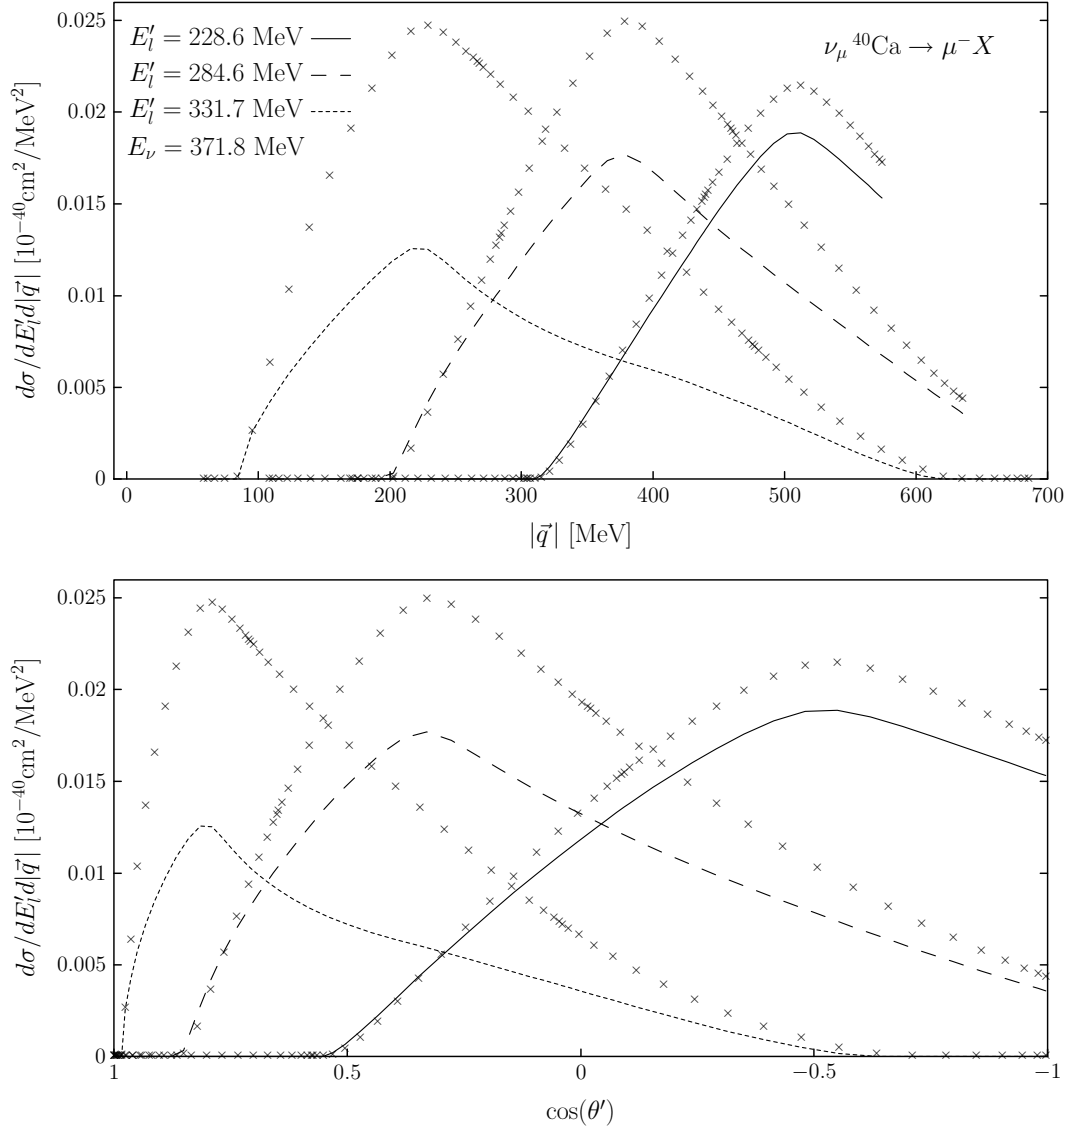 0.025
0.02
0.015
0.01
0.005
0
dσ/dE′_l d|q⃗| [10⁻⁴⁰cm²/MeV²]
E′_l = 228.6 MeV
E′_l = 284.6 MeV
E′_l = 331.7 MeV
E_ν = 371.8 MeV
ν_μ ⁴⁰Ca → μ⁻X
0 100 200 300 400 500 600 700
|q⃗| [MeV]
0.025
0.02
0.015
0.01
0.005
0
dσ/dE′_l d|q⃗| [10⁻⁴⁰cm²/MeV²]
1 0.5 0 −0.5 −1
cos(θ′)